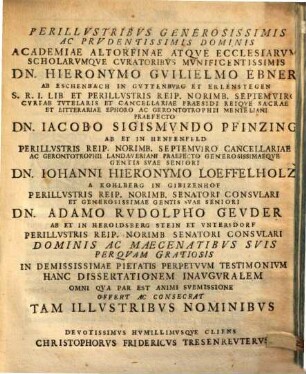 PERILLVSTRIBVS GENEROSISSIMIS
AC PRVDENTISSIMIS DOMINIS
ACADEMIAE ALTORFINAE ATQVE ECCLESIARVM
SCHOLARVMQVE CVRATORIBVS MVNIFICENTISSIMIS
DN. HIERONYMO GVILIELMO EBNER
AB ESCHENBACH IN GVTTENBVRG ET ERLENSTEGEN
S. R. I. LIB ET PERILLVSTRIS REIP. NORIMB. SEPTEMVIRO
CVRIAE TVTELARIS ET CANCELLARIAE PRAESIDI REIQVE SACRAE
ET LITTERARIAE EPHORO AC GERONTOTROPHII MENDELIANI
PRAEFECTO
DN. IACOBO SIGISMVNDO PFINZING
AB ET IN HENFENFELD
PERILLVSTRIS REIP. NORIMB. SEPTEMVIRO CANCELLARIAE
AC GERONTOTROPHII LANDAVERIANI PRAEFECTO GENEROSISSIMAEQVE
GENTIS SVAE SENIORI
DN. IOHANNI HIERONYMO LOEFFELHOLZ
A KOHLBERG IN GIBIZENHOF
PERILLVSTRIS REIP. NORIMB. SENATORI CONSVLARI
ET GENEROSISSIMAE GENTIS SVAE SENIORI
DN. ADAMO RVDOLPHO GEVDER
AB ET IN HEROLDSBERG STEIN ET VNTERSDORF
PERILLVSTRIS REIP. NORIMB SENATORI CONSVLARI
DOMINIS AC MAECENATIBVS SVIS
PERQVAM GRATIOSIS
IN DEMISSISSIMAE PIETATIS PERPETVVM TESTIMONIVM
HANC DISSERTATIONEM INAVGVRALEM
OMNI QVA PAR EST ANIMI SVEMISSIONE
OFFERT AC CONSECRAT
TAM ILLVSTRIBVS NOMINIBVS
DEVOTISSIMVS HVMILLIMVSQVE CLIENS
CHRISTOPHORVS FRIDERICVS TRESENREVTERVS.